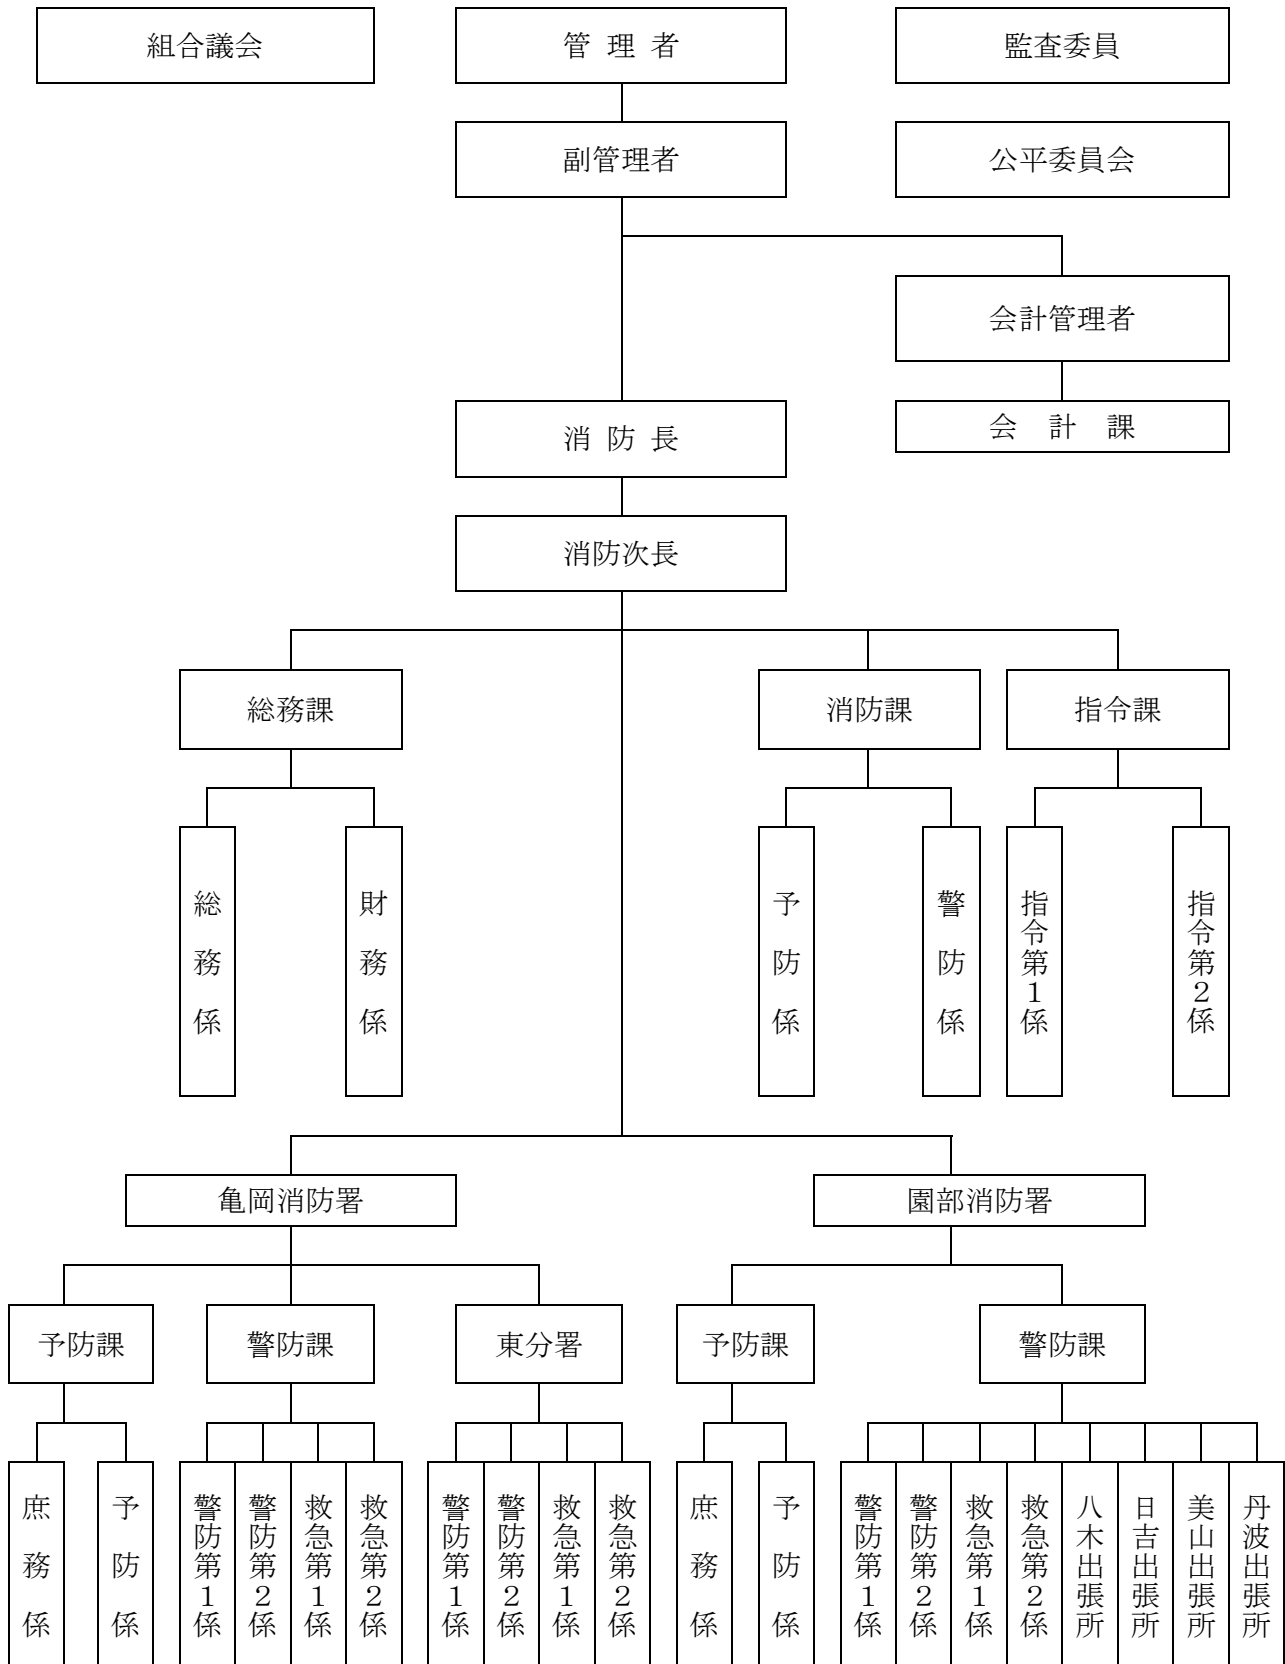 組合議会
管 理 者
監査委員
副管理者
公平委員会
会計管理者
消 防 長
会 計 課
消防次長
総務課
消防課
指令課
総務係
財務係
予防係
警防係
指令第1係
指令第2係
亀岡消防署
園部消防署
予防課
警防課
東分署
予防課
警防課
庶務係
予防係
警防第1係
警防第2係
救急第1係
救急第2係
警防第1係
警防第2係
救急第1係
救急第2係
庶務係
予防係
警防第1係
警防第2係
救急第1係
救急第2係
八木出張所
日吉出張所
美山出張所
丹波出張所